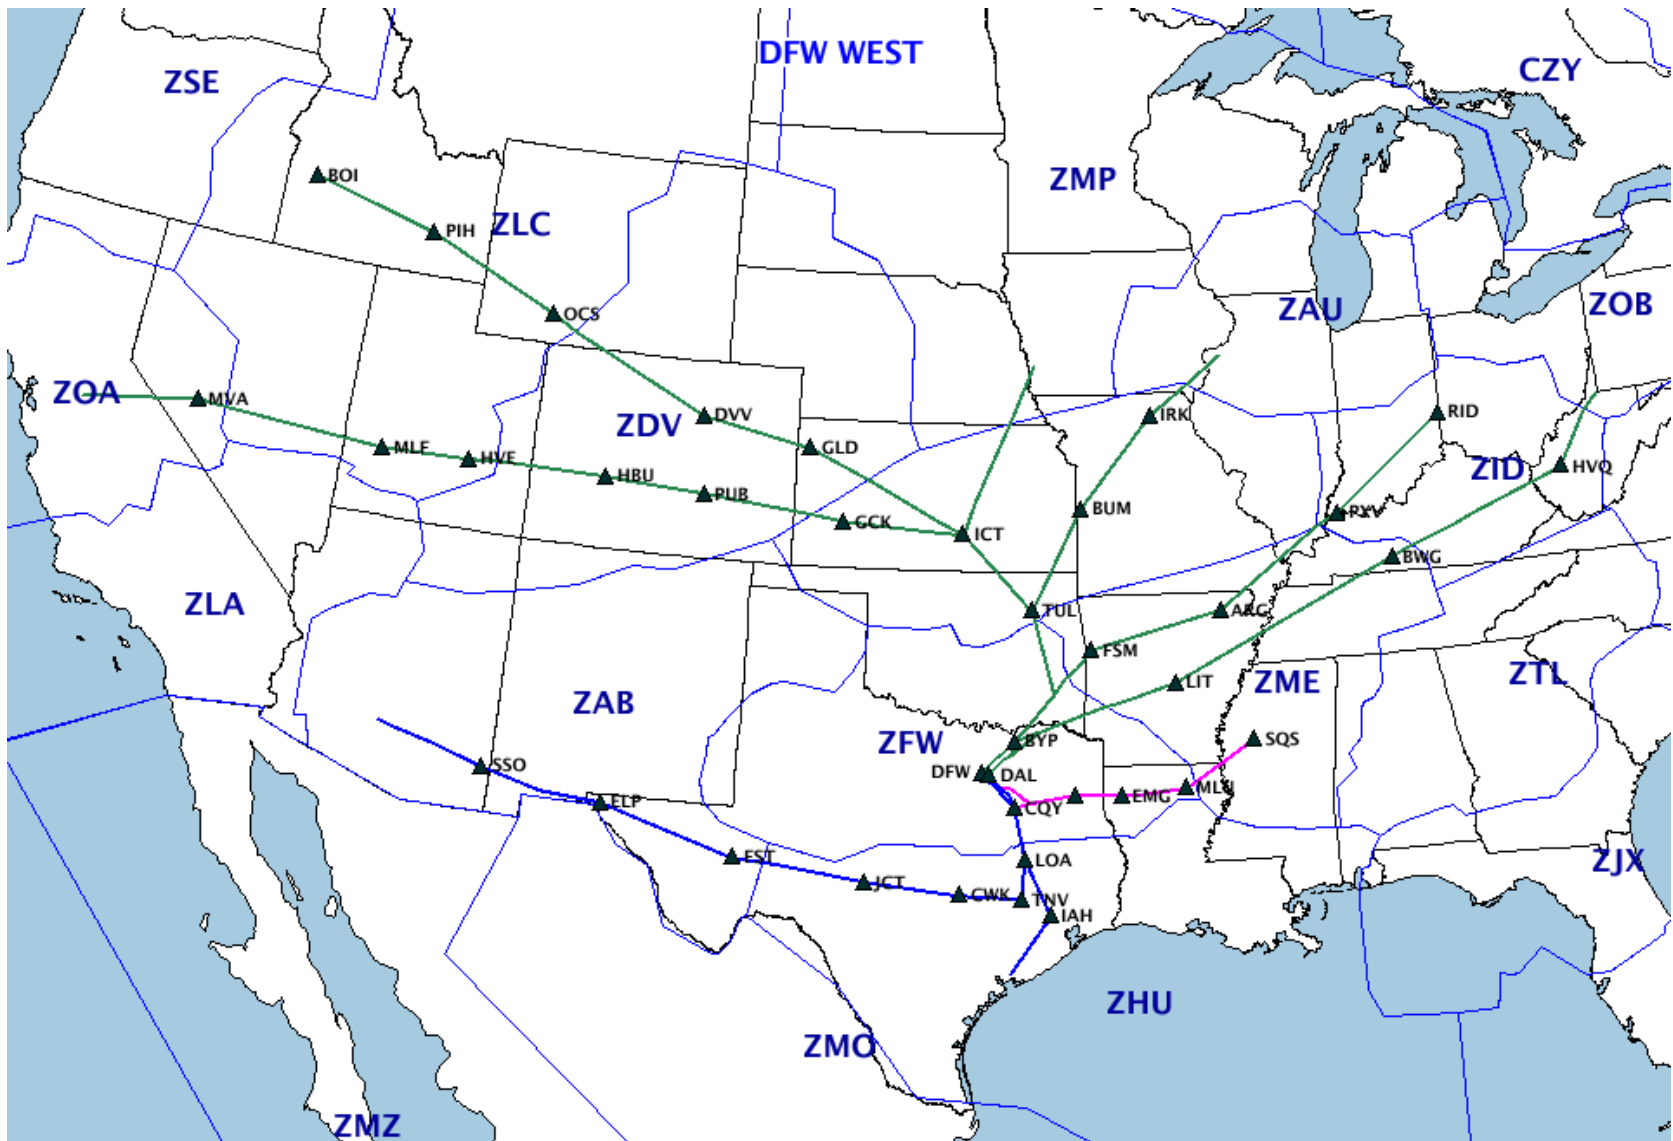 DFW WEST
ZSE
CZY
BOI
ZMP
PIH
ZLC
OCS
ZAU
ZOB
ZOA
MVA
DVV
IRK
RID
ZDV
MLF
HVE
GLD
ZID
HVQ
HBU
PUB
GCK
BUM
PXV
ICT
BWG
ZLA
TUL
ARG
FSM
LIT
ZME
ZTL
ZAB
ZFW
BYP
SQS
SSO
DFW
DAL
ELP
CQY
EMG
MLU
FST
LOA
ZJX
JCT
CWK
TNV
IAH
ZHU
ZMO
ZMZ